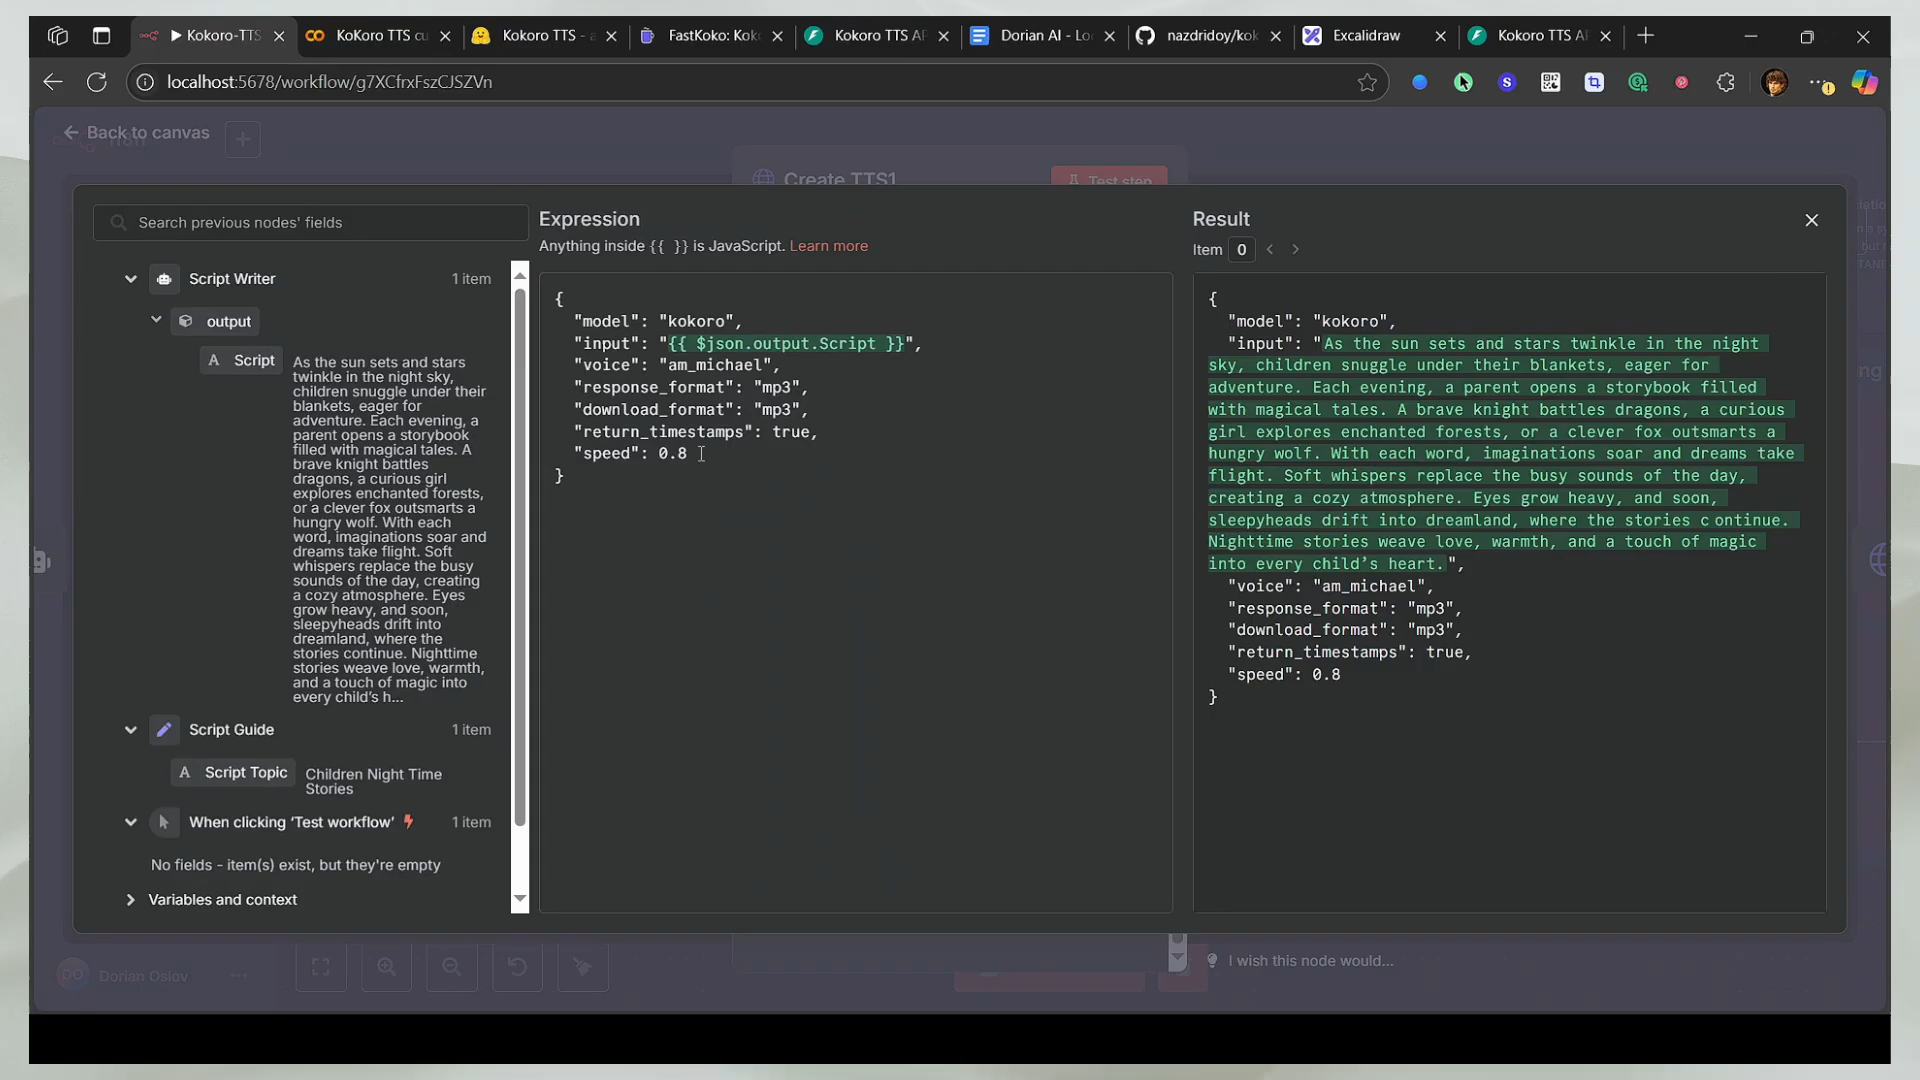 Kokoro-TTS
KoKoro TTS cu
Kokoro TTS - a
FastKoko: Kok
Kokoro TTS AP
Dorian AI - Loc
nazdridoy/kok
Excalidraw
Kokoro TTS AP
localhost:5678/workflow/g7XCfrxFszCJSZVn
Back to canvas
Create TTS1
Test step
Search previous nodes' fields
Script Writer
1 item
output
Script
As the sun sets and stars
twinkle in the night sky,
children snuggle under their
blankets, eager for
adventure. Each evening, a
parent opens a storybook
filled with magical tales. A
brave knight battles
dragons, a curious girl
explores enchanted forests,
or a clever fox outsmarts a
hungry wolf. With each
word, imaginations soar and
dreams take flight. Soft
whispers replace the busy
sounds of the day, creating
a cozy atmosphere. Eyes
grow heavy, and soon,
sleepyheads drift into
dreamland, where the
stories continue. Nighttime
stories weave love, warmth,
and a touch of magic into
every child’s h...
Script Guide
1 item
Script Topic
Children Night Time
Stories
When clicking ‘Test workflow’
1 item
No fields - item(s) exist, but they're empty
Variables and context
Expression
Anything inside {{ }} is JavaScript. Learn more
{
"model": "kokoro",
"input": "{{ $json.output.Script }}",
"voice": "am_michael",
"response_format": "mp3",
"download_format": "mp3",
"return_timestamps": true,
"speed": 0.8
}
Result
Item 0
{
"model": "kokoro",
"input": "As the sun sets and stars twinkle in the night
sky, children snuggle under their blankets, eager for
adventure. Each evening, a parent opens a storybook filled
with magical tales. A brave knight battles dragons, a curious
girl explores enchanted forests, or a clever fox outsmarts a
hungry wolf. With each word, imaginations soar and dreams take
flight. Soft whispers replace the busy sounds of the day,
creating a cozy atmosphere. Eyes grow heavy, and soon,
sleepyheads drift into dreamland, where the stories continue.
Nighttime stories weave love, warmth, and a touch of magic
into every child’s heart.",
"voice": "am_michael",
"response_format": "mp3",
"download_format": "mp3",
"return_timestamps": true,
"speed": 0.8
}
DO
Dorian Oslov
I wish this node would...